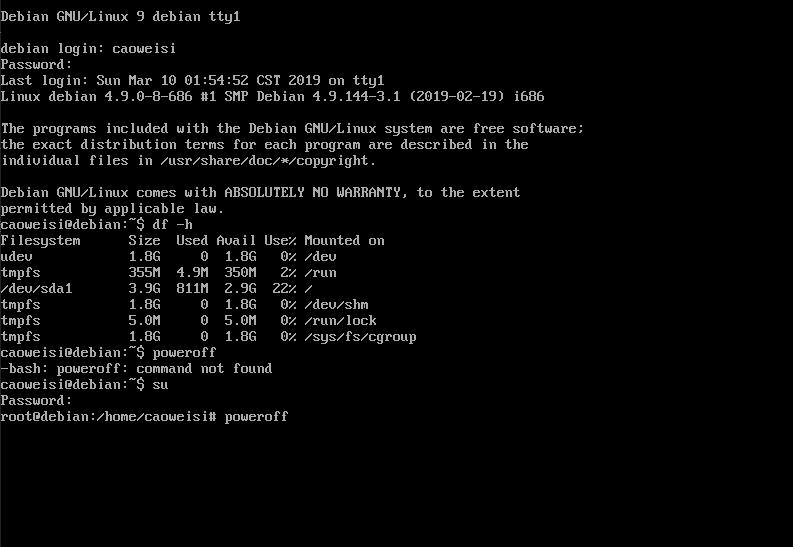 Debian GNU/Linux 9 debian tty1
debian login: caoweisi
Password:
Last login: Sun Mar 10 01:54:52 CST 2019 on tty1
Linux debian 4.9.0-8-686 #1 SMP Debian 4.9.144-3.1 (2019-02-19) i686
The programs included with the Debian GNU/Linux system are free software;
the exact distribution terms for each program are described in the
individual files in /usr/share/doc/*/copyright.
Debian GNU/Linux comes with ABSOLUTELY NO WARRANTY, to the extent
permitted by applicable law.
caoweisi@debian:~$ df -h
Filesystem      Size  Used Avail Use% Mounted on
udev            1.8G     0  1.8G   0% /dev
tmpfs           355M  4.9M  350M   2% /run
/dev/sda1       3.9G  811M  2.9G  22% /
tmpfs           1.8G     0  1.8G   0% /dev/shm
tmpfs           5.0M     0  5.0M   0% /run/lock
tmpfs           1.8G     0  1.8G   0% /sys/fs/cgroup
caoweisi@debian:~$ poweroff
-bash: poweroff: command not found
caoweisi@debian:~$ su
Password:
root@debian:/home/caoweisi# poweroff